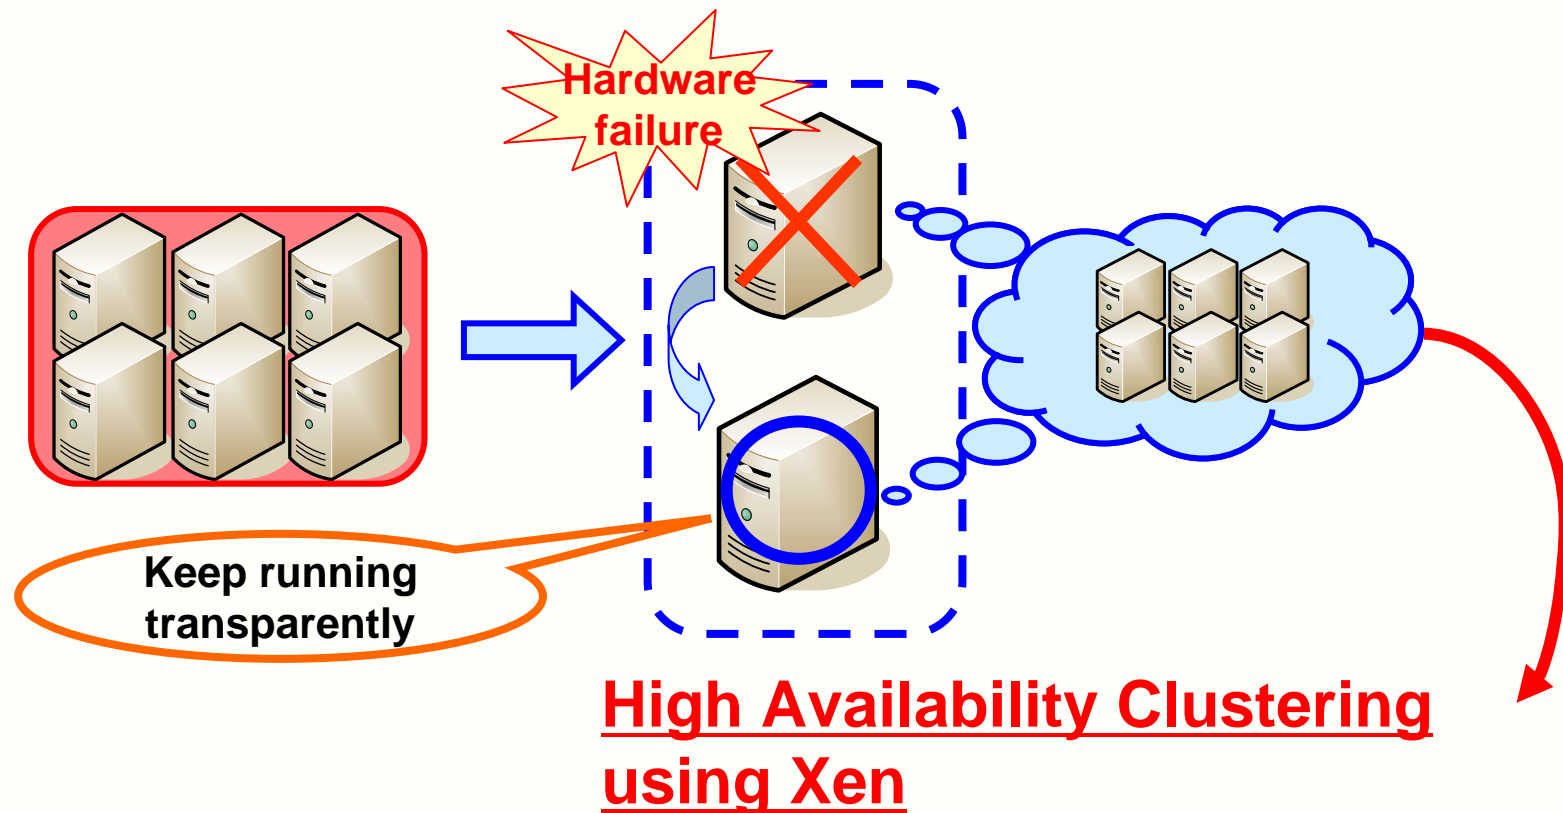 Hardware
failure
Keep running
transparently
High Availability Clustering
using Xen